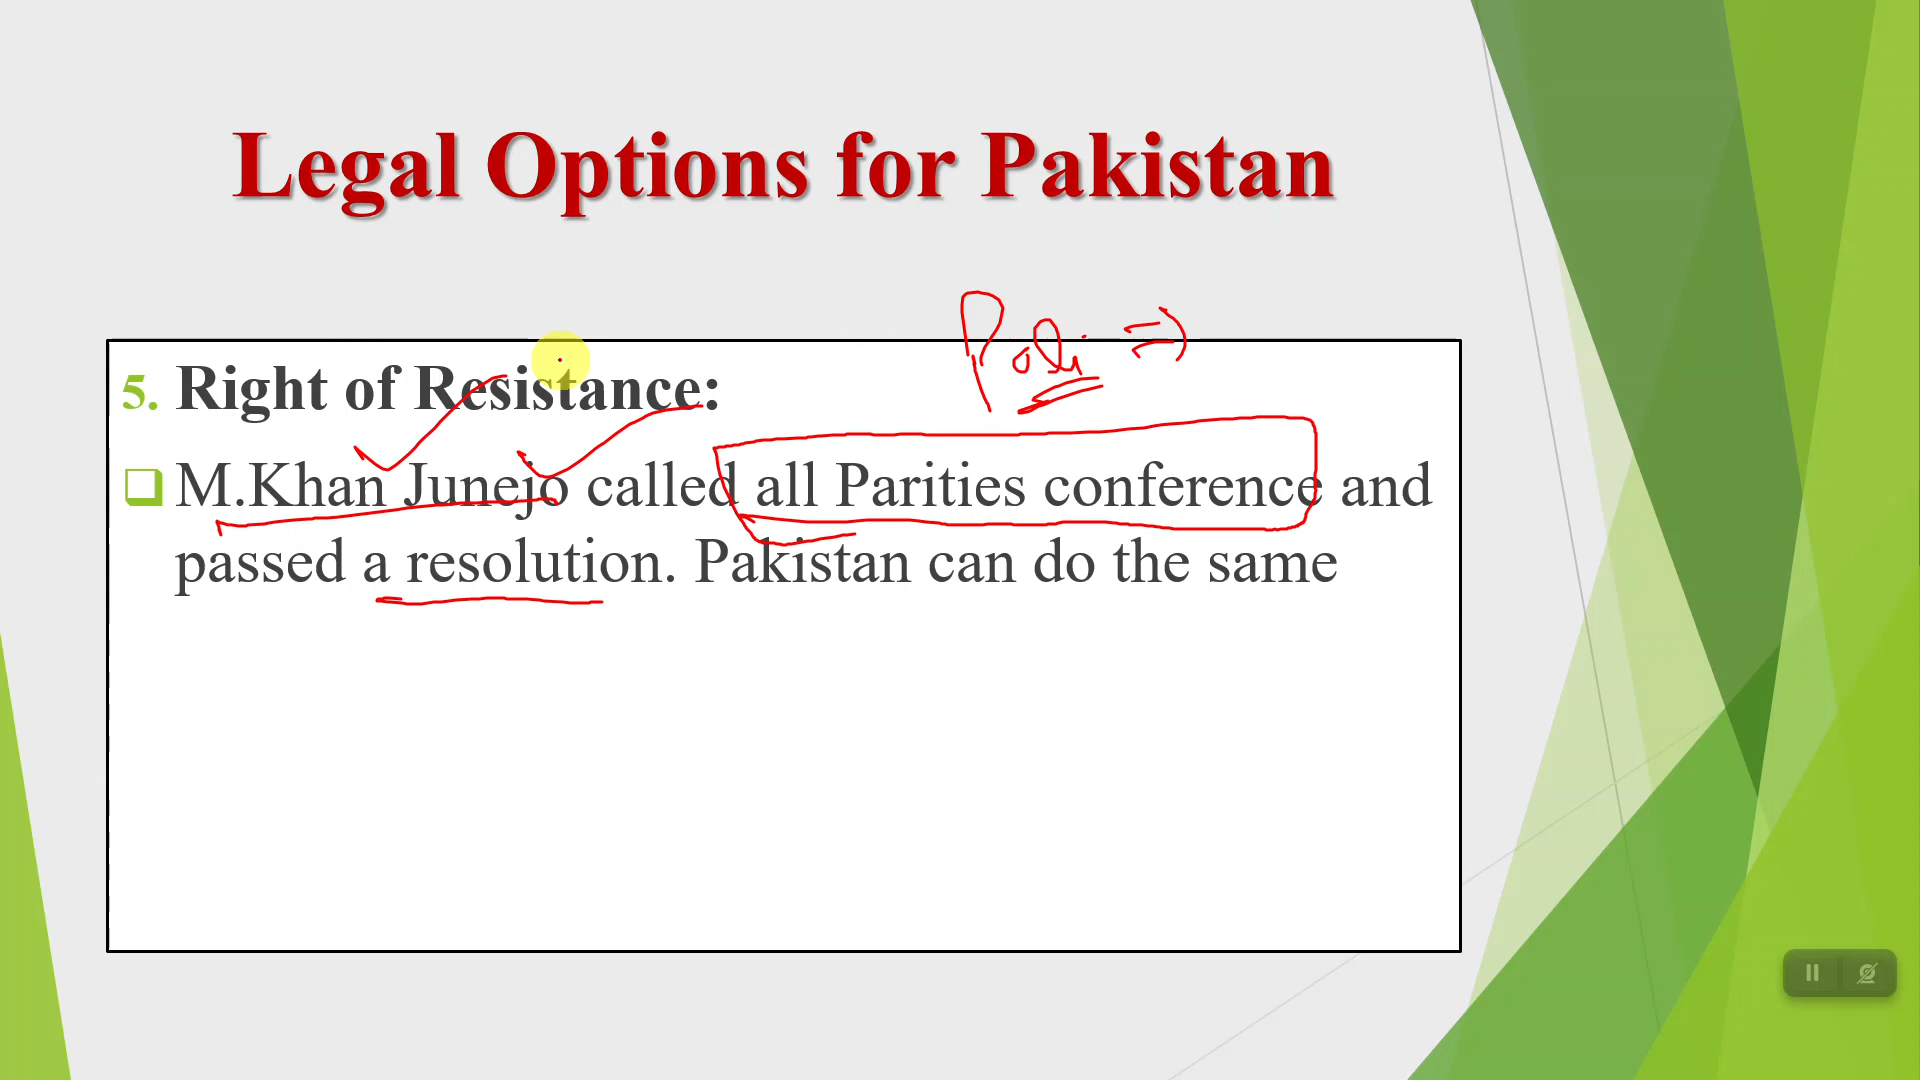 Legal Options for Pakistan
5. Right of Resistance:
M.Khan Junejo called all Parities conference and
passed a resolution. Pakistan can do the same